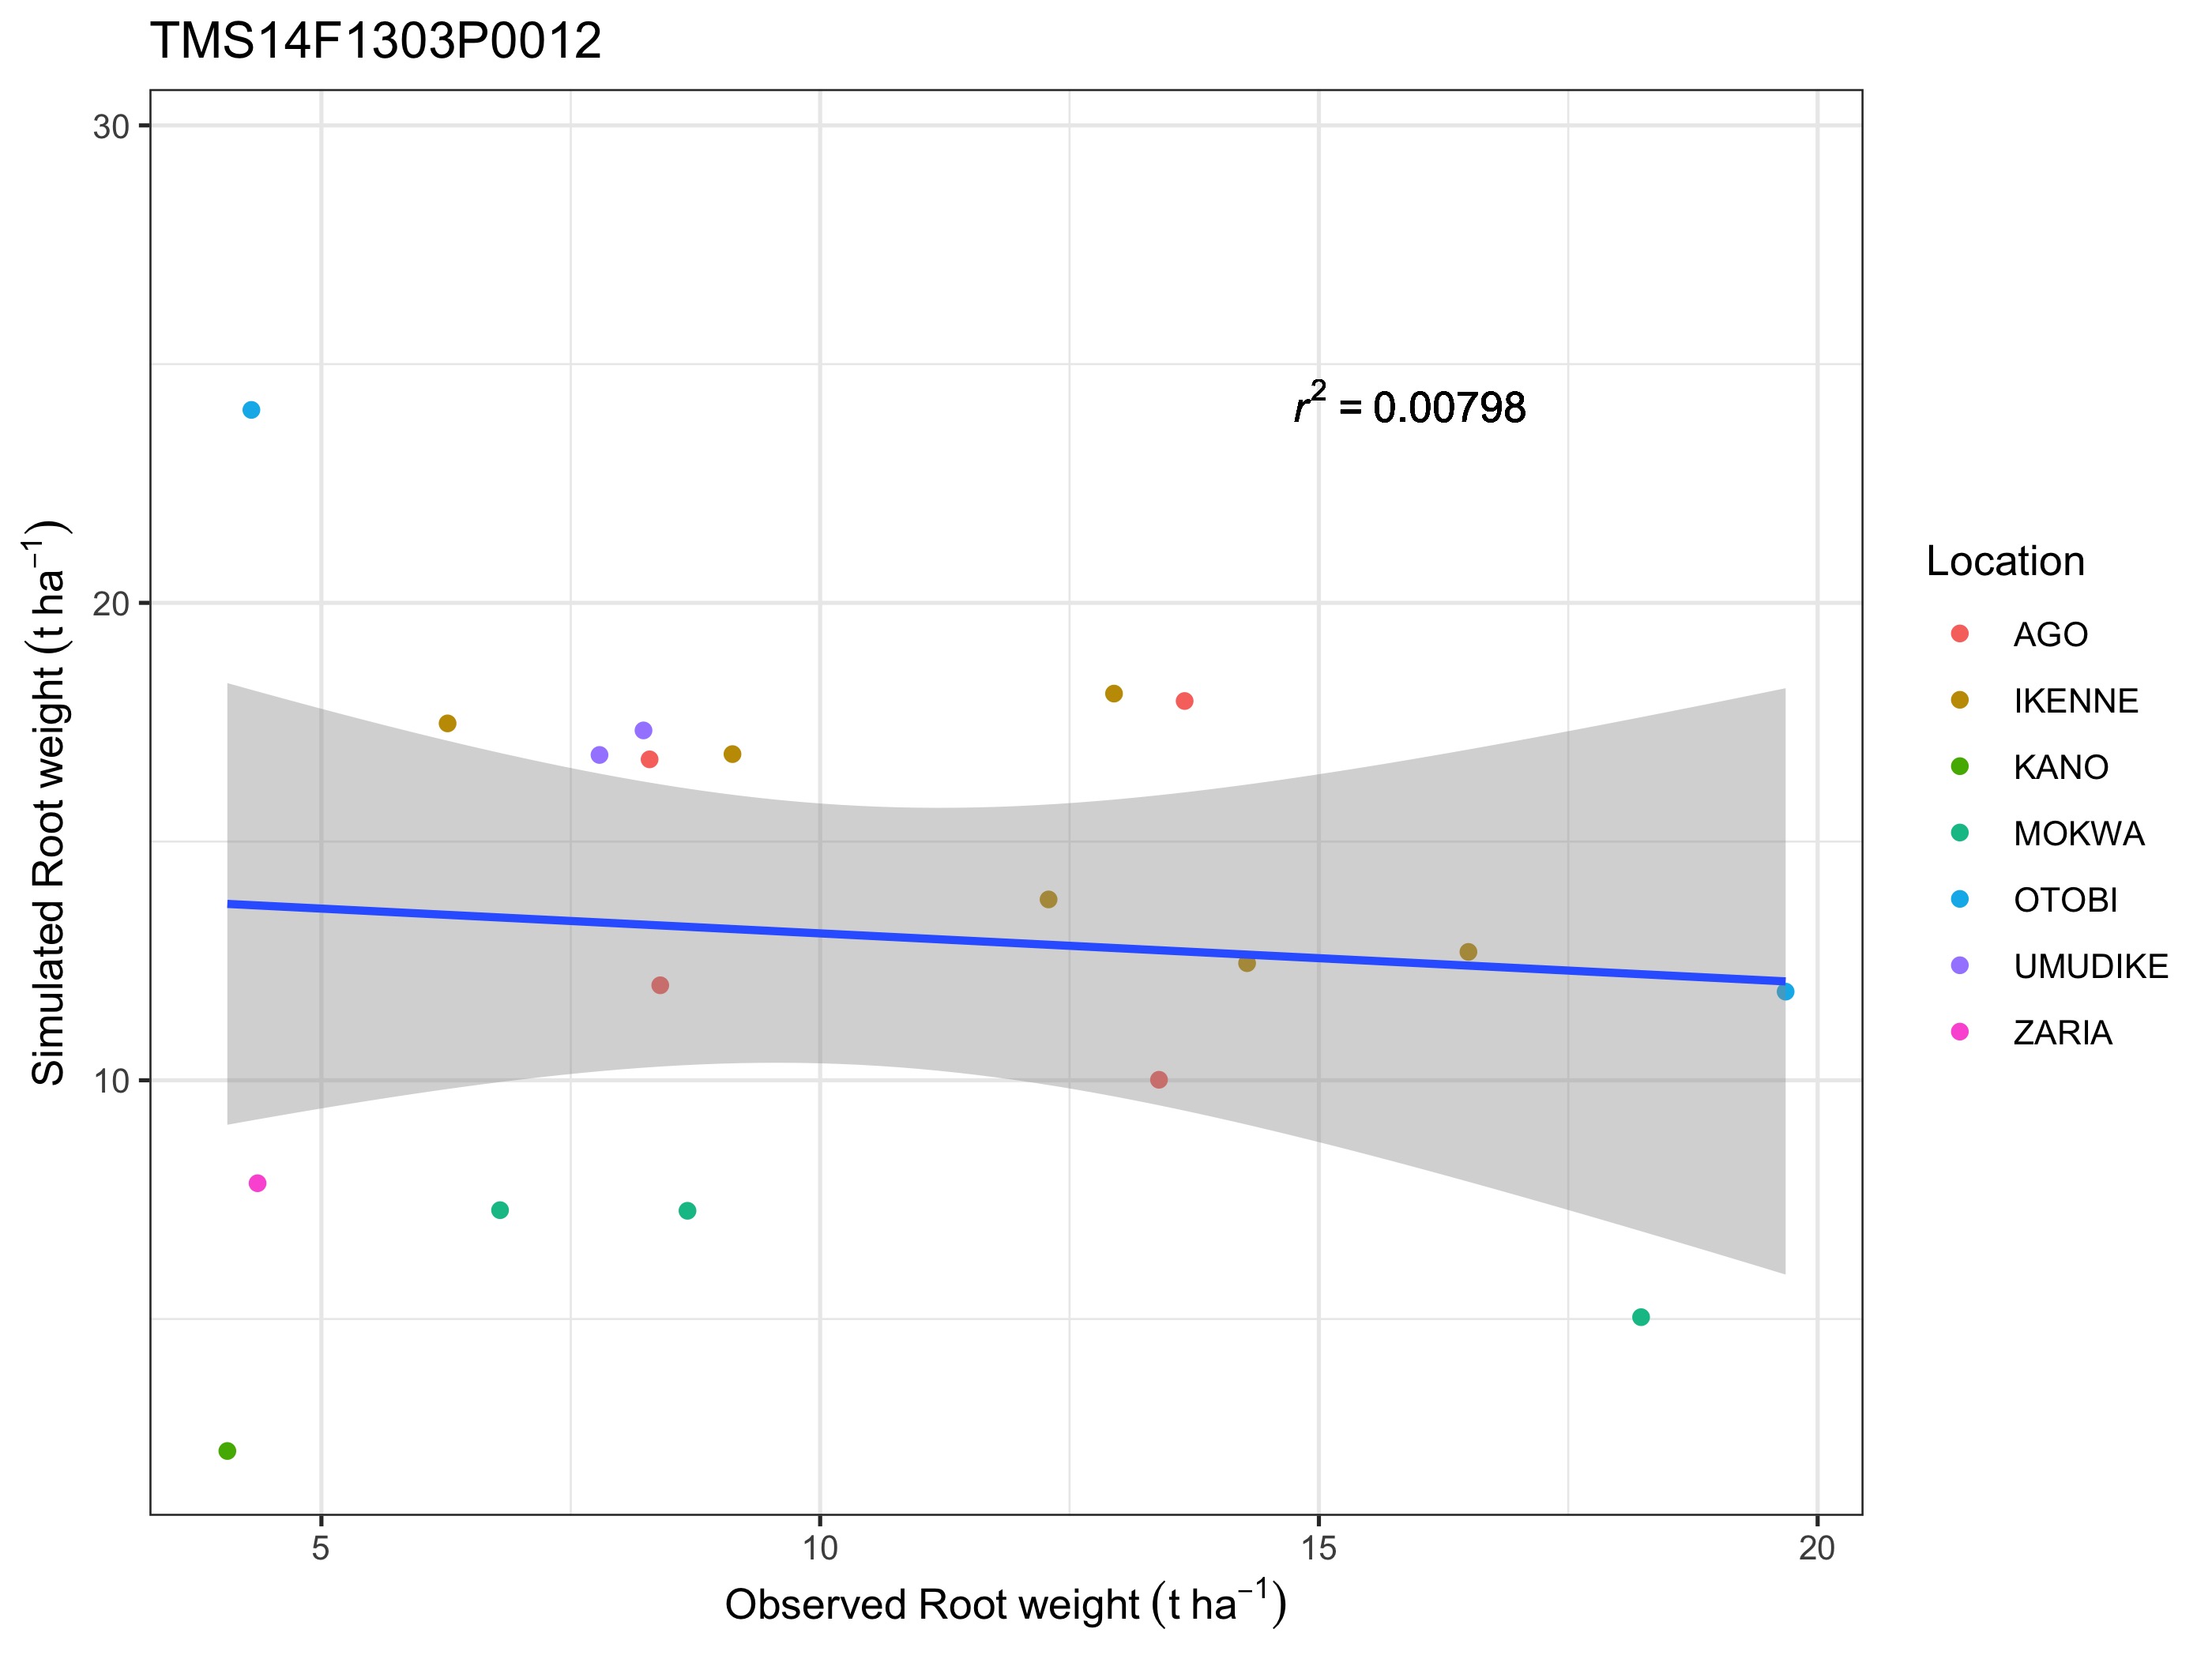 TMS14F1303P0012
30
20
10
Simulated Root weight (t ha⁻¹)
r² = 0.00798
5 10 15 20
Observed Root weight (t ha⁻¹)
Location
AGO
IKENNE
KANO
MOKWA
OTOBI
UMUDIKE
ZARIA